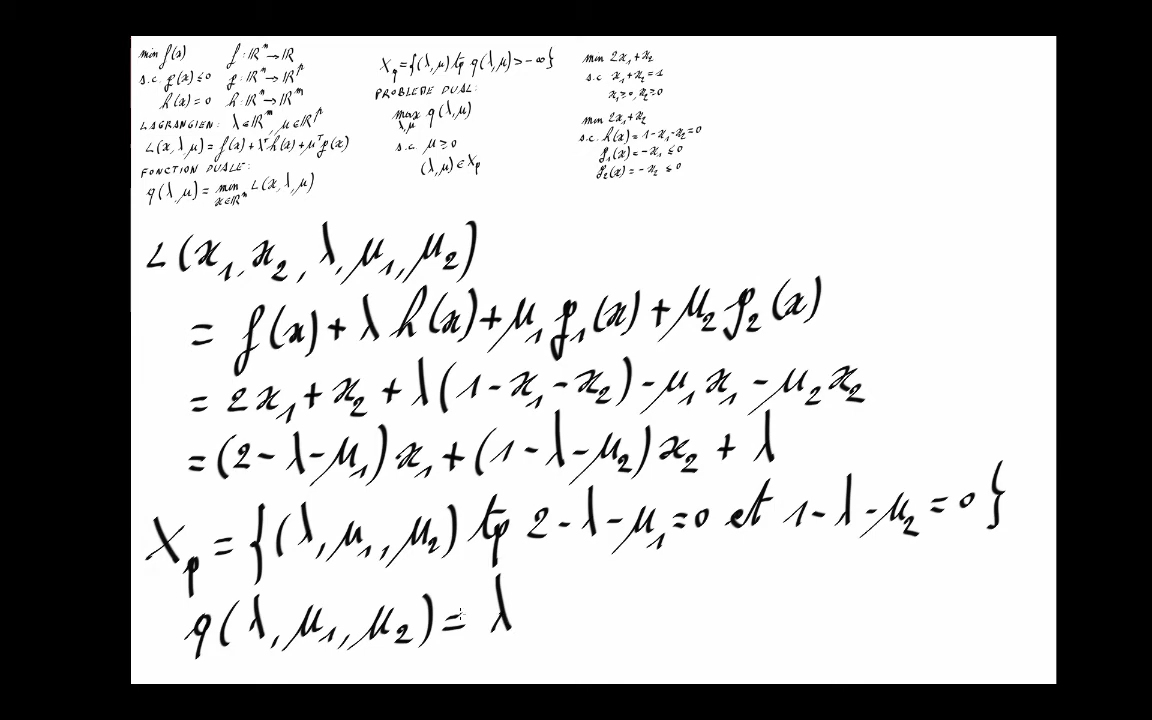 min f(x) f : ℝⁿ → ℝ
s.c. g(x) ≤ 0 g : ℝⁿ → ℝᵖ
h(x) = 0 h : ℝⁿ → ℝᵐ
LAGRANGIEN: λ ∈ ℝᵐ, μ ∈ ℝᵖ
L(x, λ, μ) = f(x) + λᵀh(x) + μᵀg(x)
FONCTION DUALE:
q(λ, μ) = min L(x, λ, μ)
x ∈ ℝⁿ
X_q = {(λ, μ) tq q(λ, μ) > -∞}
PROBLEME DUAL:
max q(λ, μ)
λ, μ
s.c. μ ≥ 0
(λ, μ) ∈ X_p
min 2x₁ + x₂
s.c. x₁ + x₂ = 1
x₁ ≥ 0, x₂ ≥ 0
min 2x₁ + x₂
s.c. h(x) = 1 - x₁ - x₂ = 0
g₁(x) = -x₁ ≤ 0
g₂(x) = -x₂ ≤ 0
L(x₁, x₂, λ, μ₁, μ₂)
= f(x) + λ h(x) + μ₁ g₁(x) + μ₂ g₂(x)
= 2x₁ + x₂ + λ(1 - x₁ - x₂) - μ₁x₁ - μ₂x₂
= (2 - λ - μ₁)x₁ + (1 - λ - μ₂)x₂ + λ
X_p = {(λ, μ₁, μ₂) tq 2 - λ - μ₁ = 0 et 1 - λ - μ₂ = 0}
q(λ, μ₁, μ₂) = λ